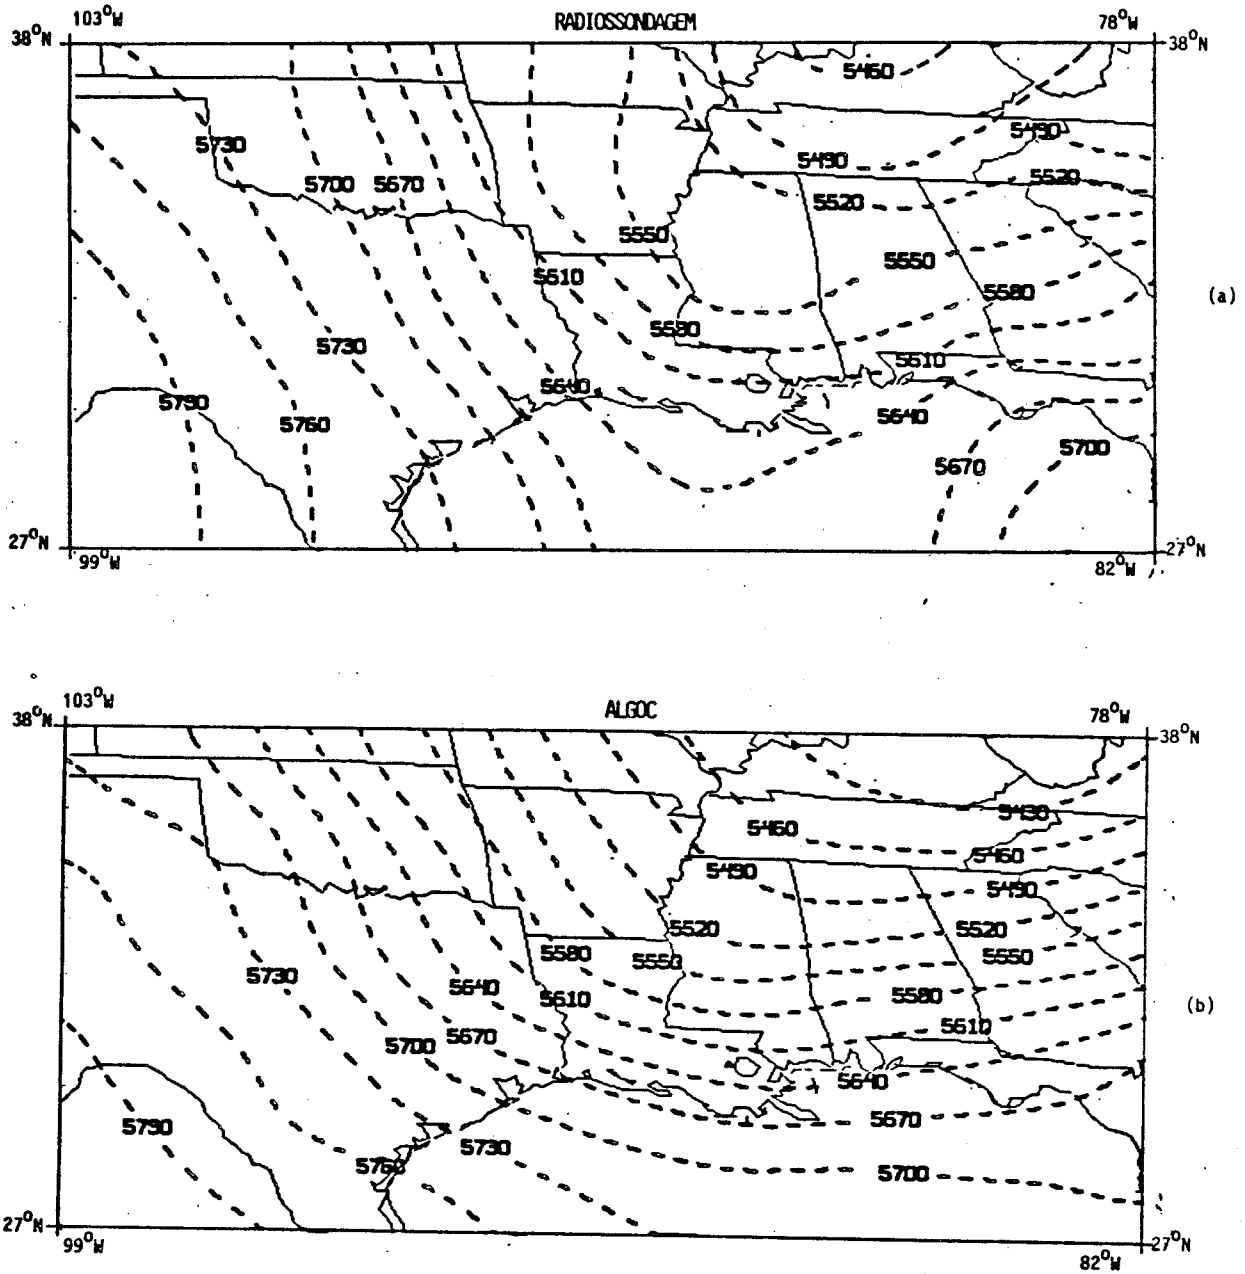 103°W RADIOSSONDAGEM 78°W
38°N 38°N
5460
5730 5490
5490
5700 5670 5520
5520
5550
5550
5610 5580
(a)
5580
5730 5610
5640
5790 5760 5640
5670 5700
27°N 27°N
99°W 82°W
103°W ALGOC 78°W
38°N 38°N
5430
5460
5460
5490 5490
5520 5520
5580 5550 5550
5730 5640 5610 5580
(b)
5700 5670 5610
5640
5790 5670
5760 5730 5700
27°N 27°N
99°W 82°W